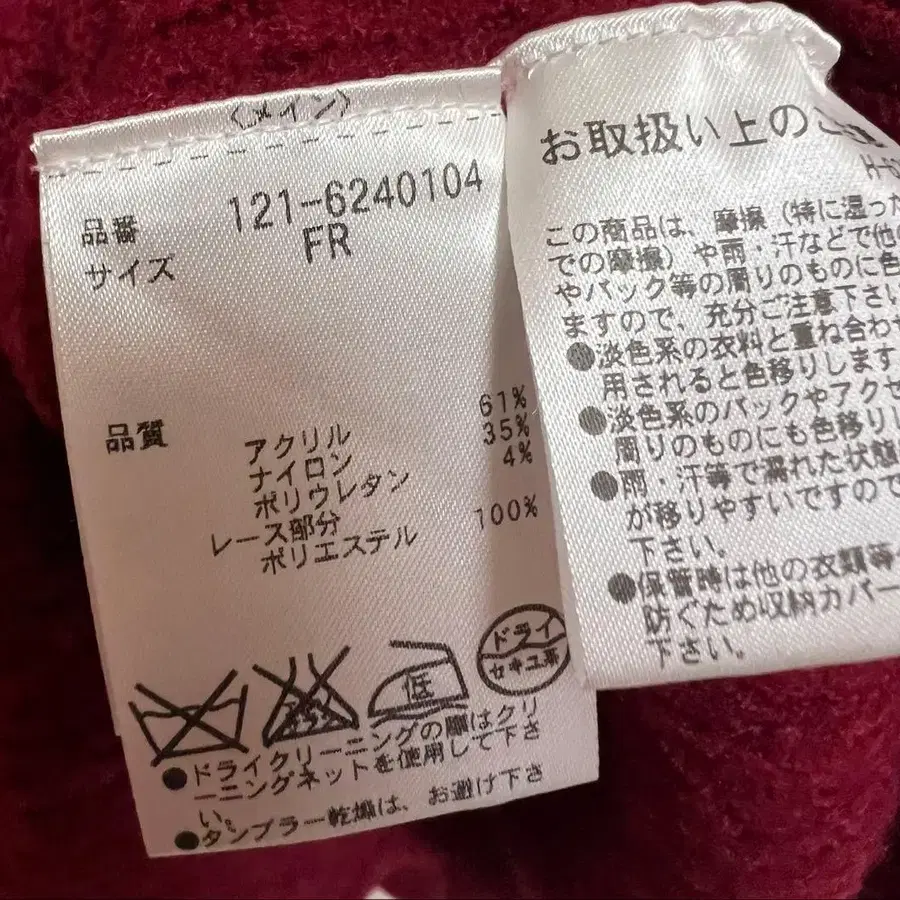 〈メイン〉
品番 121-6240104
サイズ FR
品質
アクリル 61%
ナイロン 35%
ポリウレタン 4%
レース部分
ポリエステル 100%
低
ドライ
セキユ系
●ドライクリーニングの際はクリ
ーニングネットを使用して下さ
い。
●タンブラー乾燥は、お避け下さ
お取扱い上のご
この商品は、摩擦（特に湿った
での摩擦）や雨・汗などで他の
やバック等の周りのものに色
ますので、充分ご注意下さい
●淡色系の衣料と重ね合わせ
用されると色移りします
●淡色系のバックやアクセ
周りのものにも色移りし
●雨・汗等で濡れた状態
が移りやすいですので
下さい。
●保管時は他の衣類等
防ぐため収納カバー
下さい。